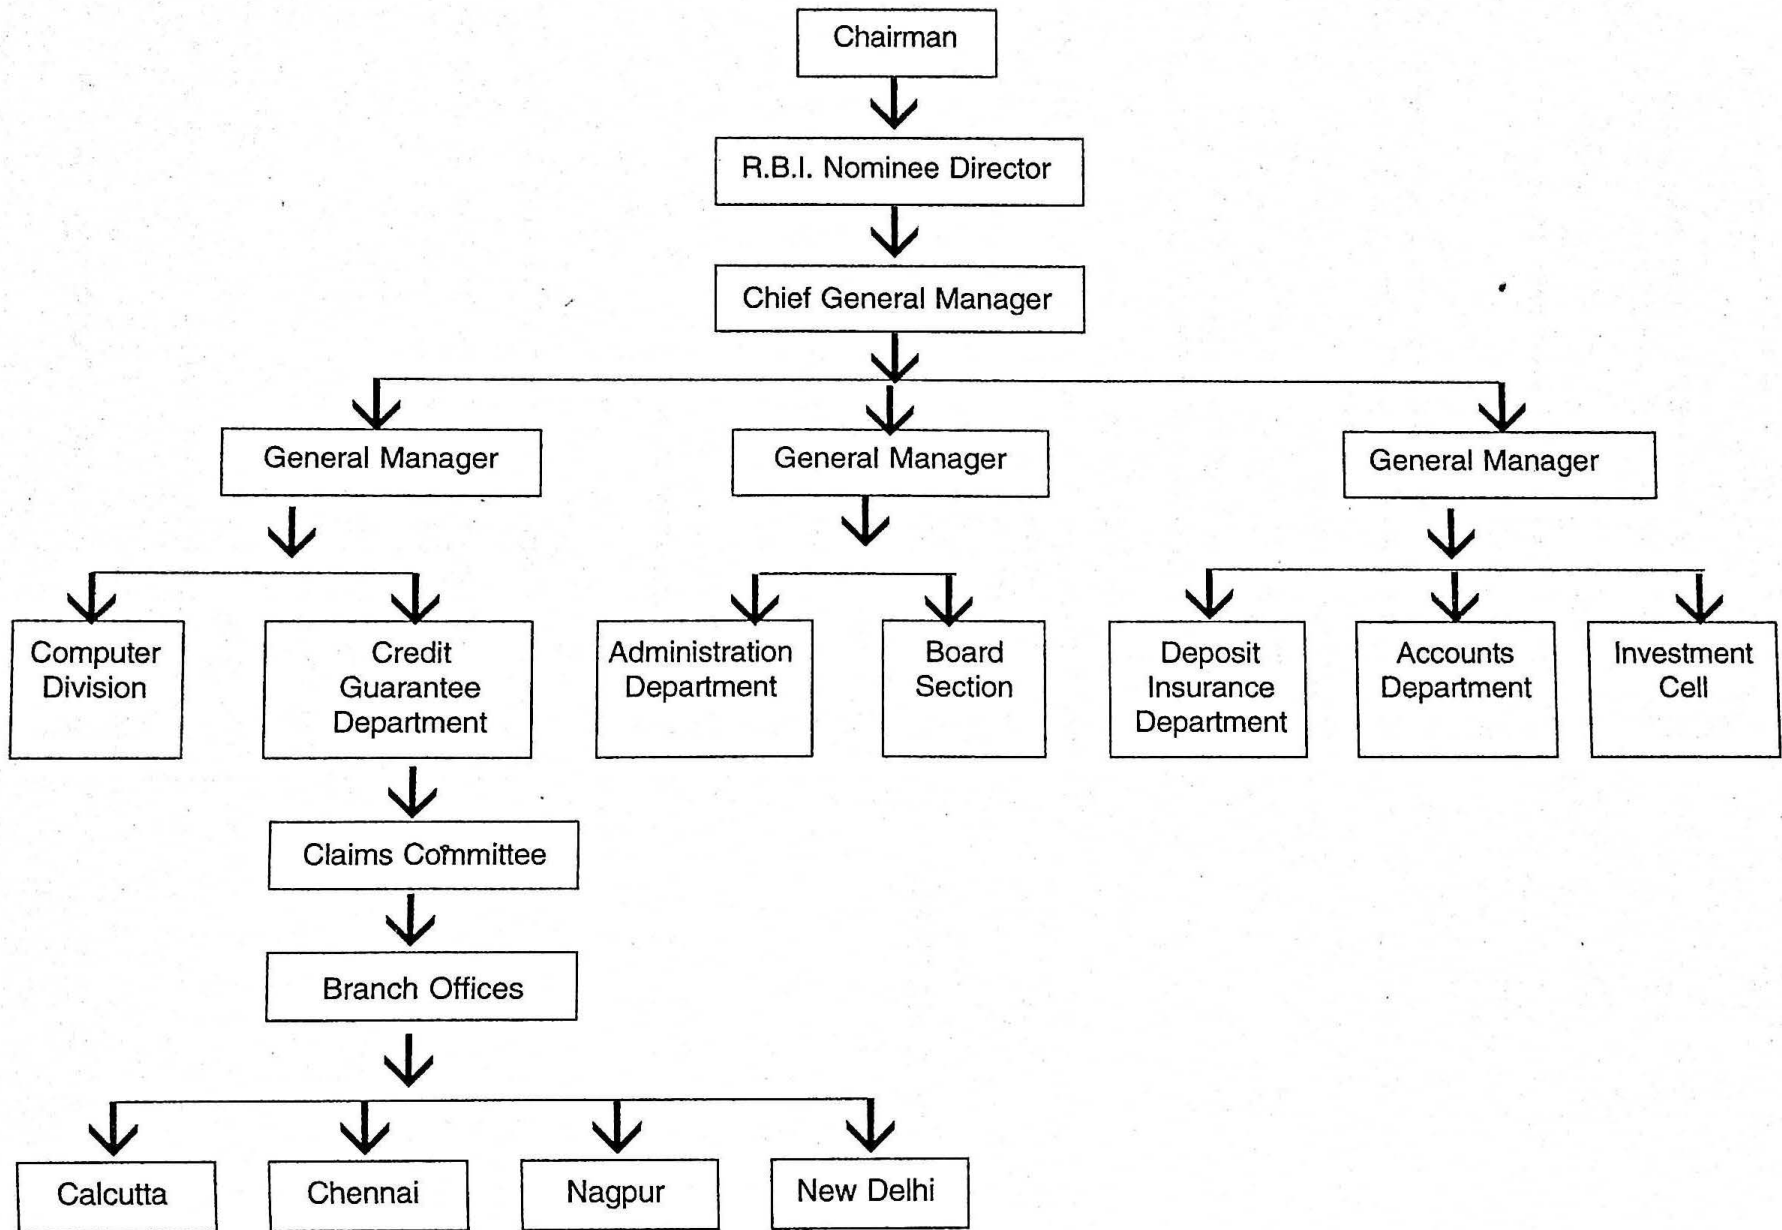 Chairman
R.B.I. Nominee Director
Chief General Manager
General Manager
General Manager
General Manager
Computer
Division
Credit
Guarantee
Department
Administration
Department
Board
Section
Deposit
Insurance
Department
Accounts
Department
Investment
Cell
Claims Committee
Branch Offices
Calcutta
Chennai
Nagpur
New Delhi